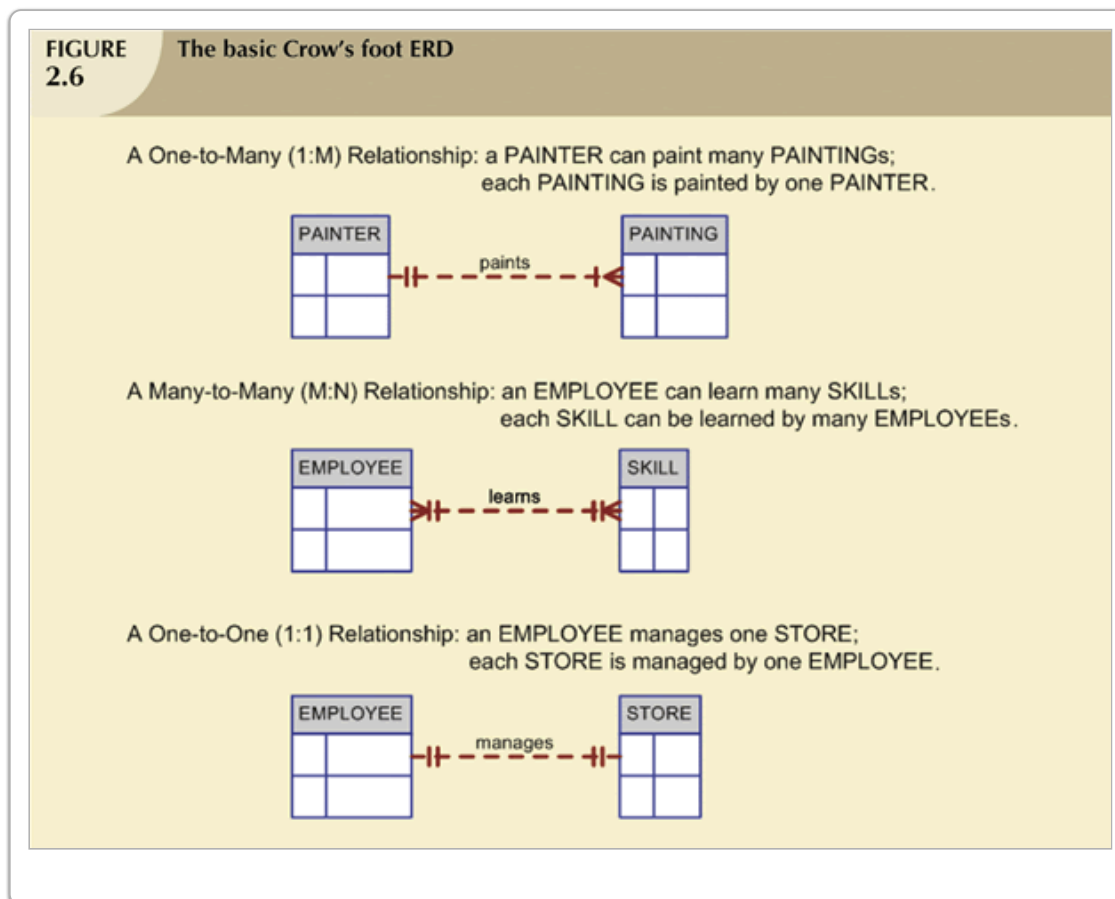 FIGURE
2.6
The basic Crow's foot ERD
A One-to-Many (1:M) Relationship: a PAINTER can paint many PAINTINGs;
each PAINTING is painted by one PAINTER.
PAINTER
paints
PAINTING
A Many-to-Many (M:N) Relationship: an EMPLOYEE can learn many SKILLs;
each SKILL can be learned by many EMPLOYEEs.
EMPLOYEE
learns
SKILL
A One-to-One (1:1) Relationship: an EMPLOYEE manages one STORE;
each STORE is managed by one EMPLOYEE.
EMPLOYEE
manages
STORE